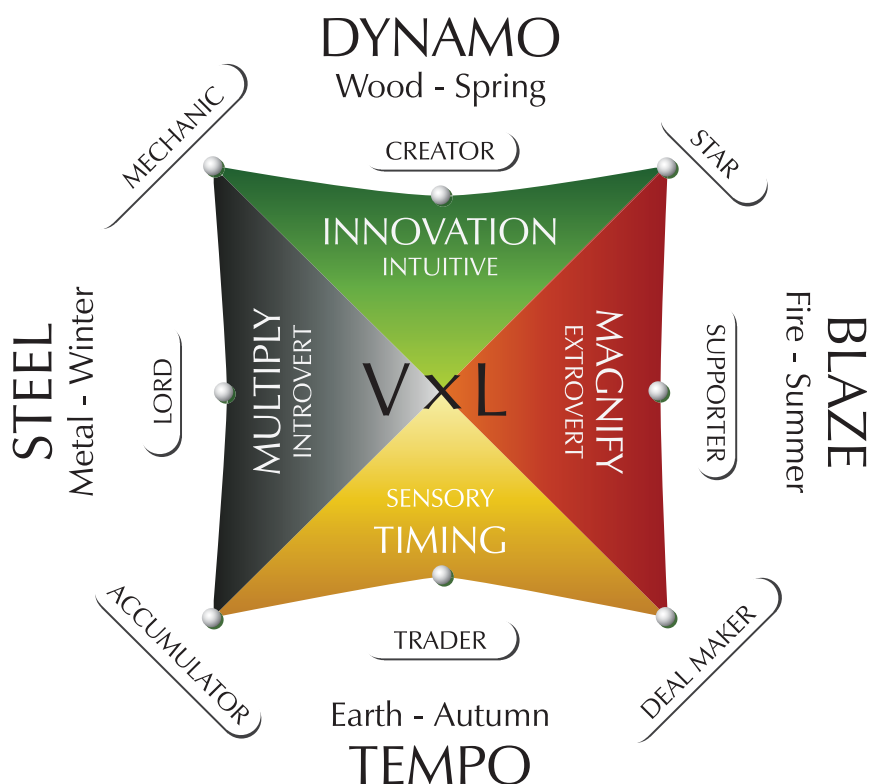 DYNAMO
Wood - Spring
MECHANIC
CREATOR
STAR
INNOVATION
INTUITIVE
STEEL
Metal - Winter
LORD
MULTIPLY
INTROVERT
V x L
MAGNIFY
EXTROVERT
SUPPORTER
Fire - Summer
BLAZE
SENSORY
TIMING
ACCUMULATOR
TRADER
DEAL MAKER
Earth - Autumn
TEMPO